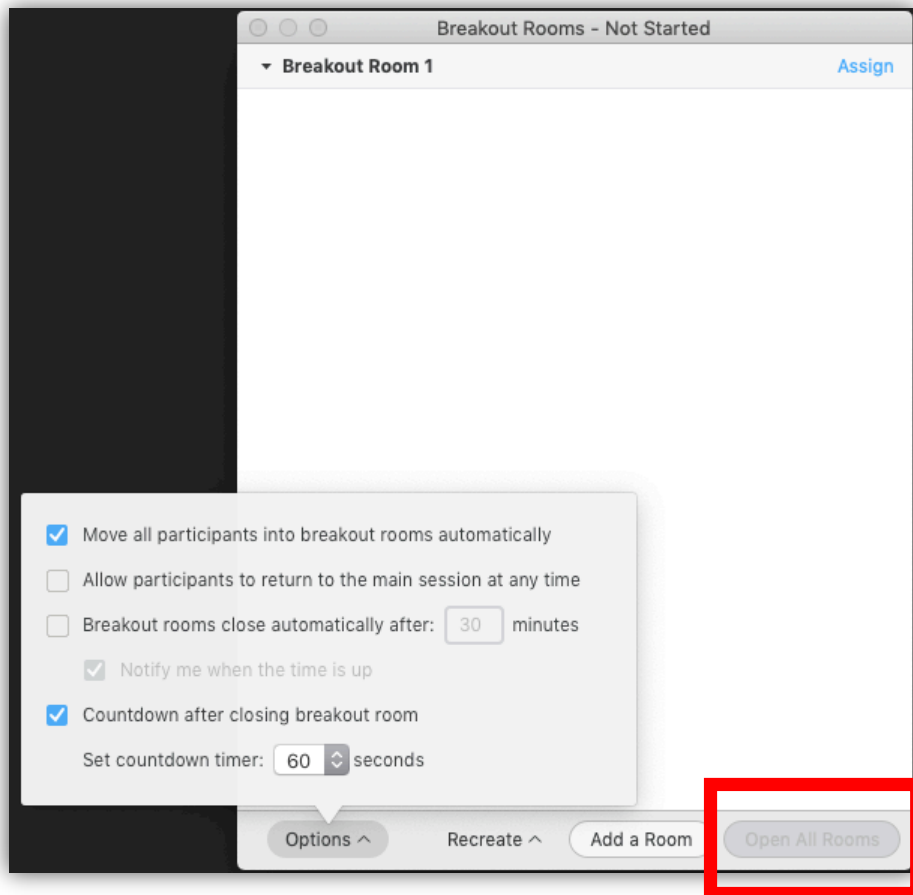 Breakout Rooms - Not Started
Breakout Room 1 Assign
Move all participants into breakout rooms automatically
Allow participants to return to the main session at any time
Breakout rooms close automatically after: 30 minutes
Notify me when the time is up
Countdown after closing breakout room
Set countdown timer: 60 seconds
Options Recreate Add a Room Open All Rooms